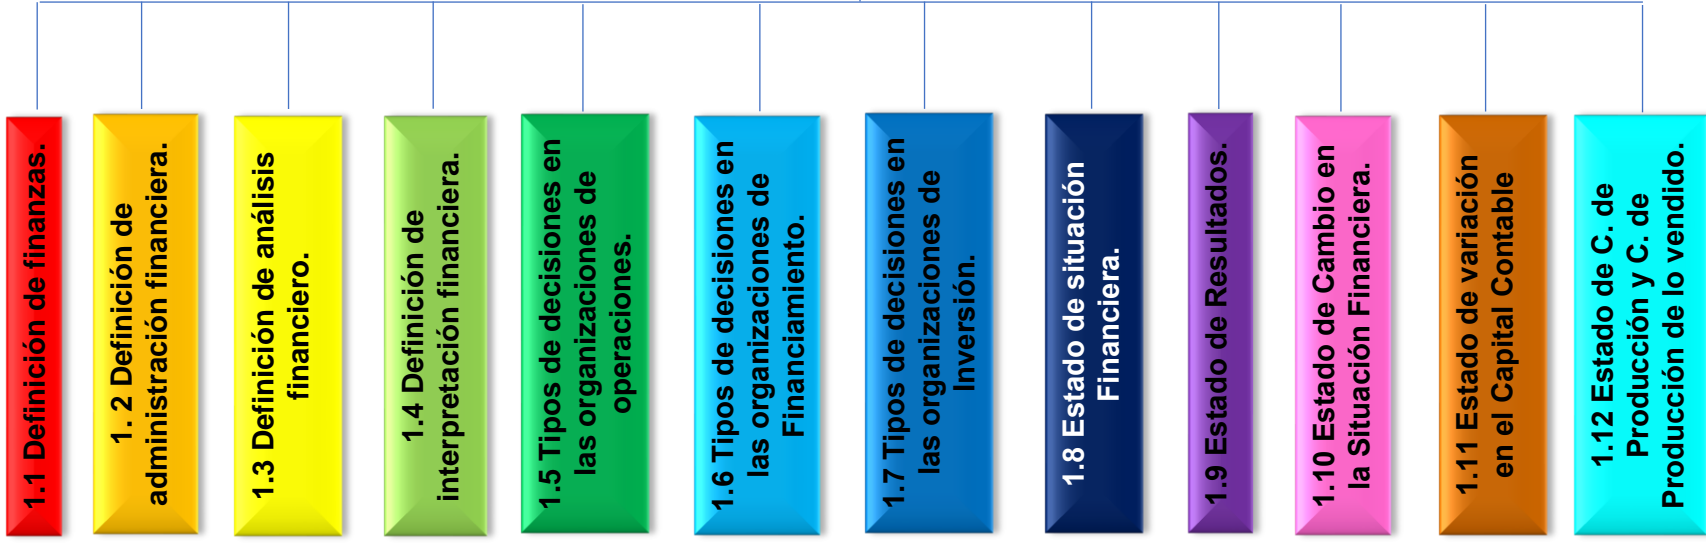 1.1 Definición de finanzas.
1. 2 Definición de
administración financiera.
1.3 Definición de análisis
financiero.
1.4 Definición de
interpretación financiera.
1.5 Tipos de decisiones en
las organizaciones de
operaciones.
1.6 Tipos de decisiones en
las organizaciones de
Financiamiento.
1.7 Tipos de decisiones en
las organizaciones de
Inversión.
1.8 Estado de situación
Financiera.
1.9 Estado de Resultados.
1.10 Estado de Cambio en
la Situación Financiera.
1.11 Estado de variación
en el Capital Contable
1.12 Estado de C. de
Producción y C. de
Producción de lo vendido.